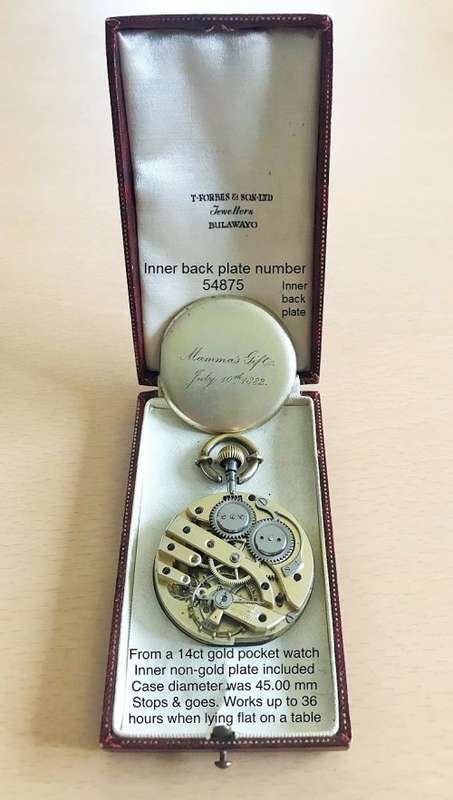 T·FORBES & SON·LTD
Jewellers
BULAWAYO
Inner back plate number
54875
Inner
back
plate
Mamma's Gift
July 10th 1882.
From a 14ct gold pocket watch
Inner non-gold plate included
Case diameter was 45.00 mm
Stops & goes. Works up to 36
hours when lying flat on a table